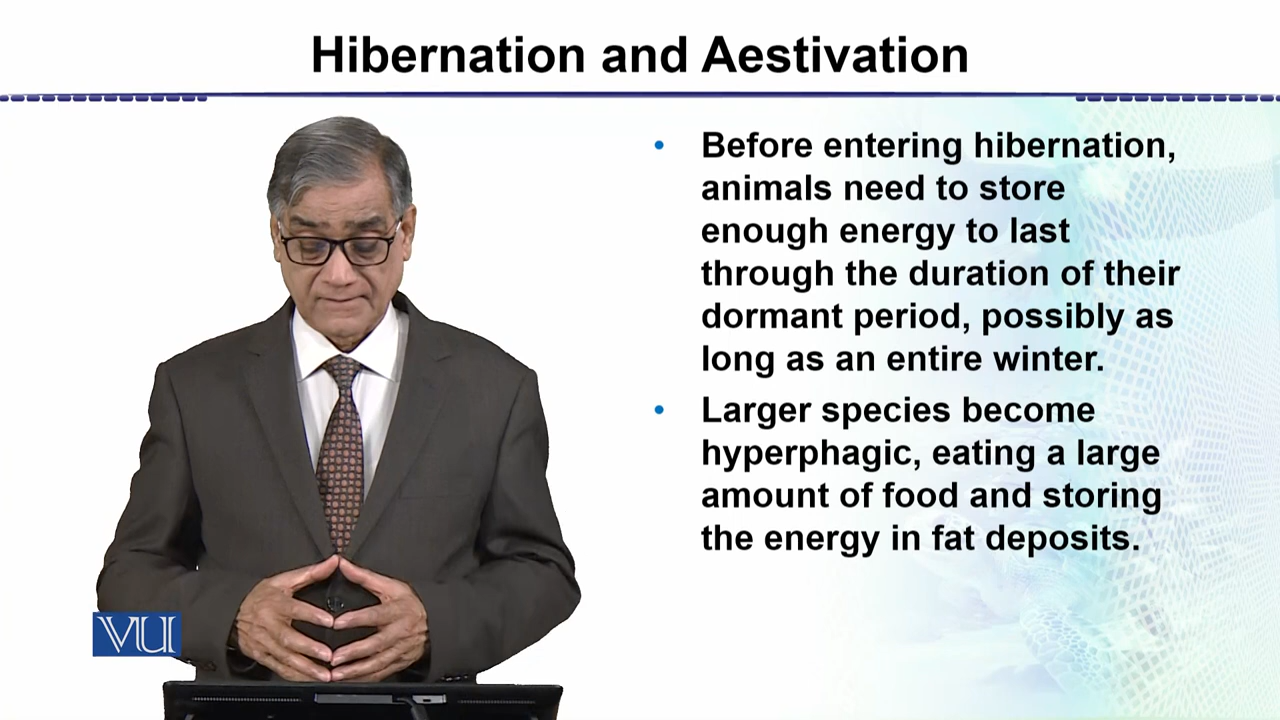 Hibernation and Aestivation
• Before entering hibernation,
animals need to store
enough energy to last
through the duration of their
dormant period, possibly as
long as an entire winter.
• Larger species become
hyperphagic, eating a large
amount of food and storing
the energy in fat deposits.
VU